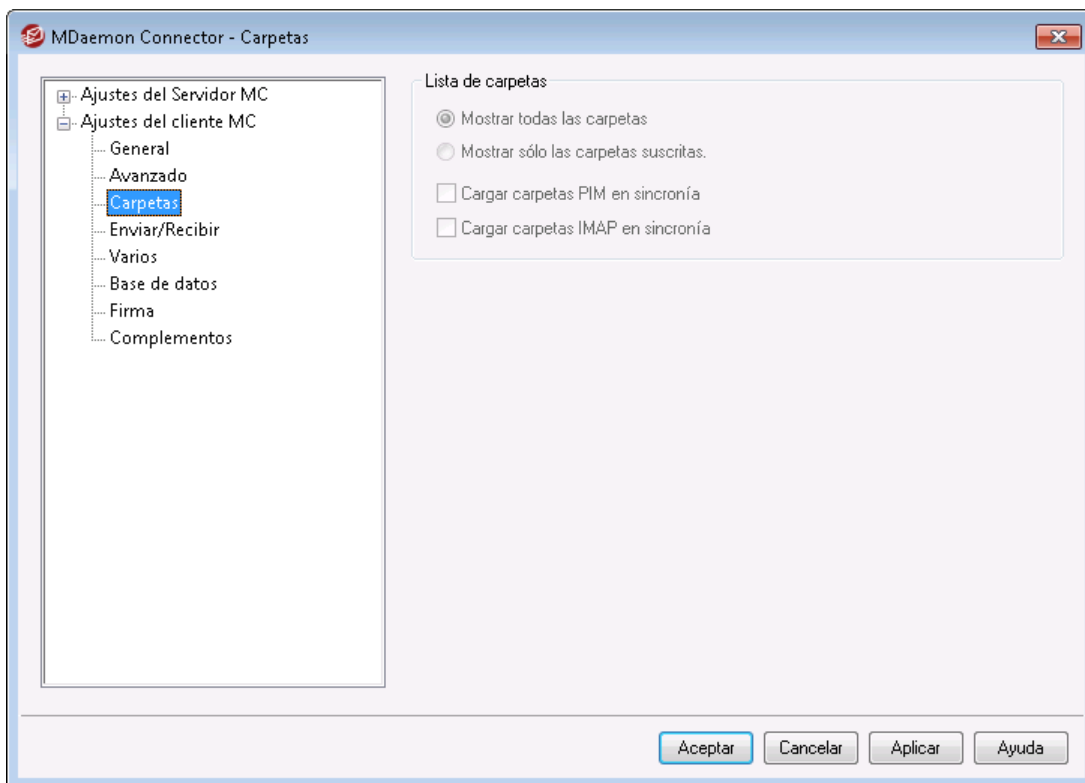 MDaemon Connector - Carpetas
Ajustes del Servidor MC
Ajustes del cliente MC
General
Avanzado
Carpetas
Enviar/Recibir
Varios
Base de datos
Firma
Complementos
Lista de carpetas
Mostrar todas las carpetas
Mostrar sólo las carpetas suscritas.
Cargar carpetas PIM en sincronía
Cargar carpetas IMAP en sincronía
Aceptar Cancelar Aplicar Ayuda